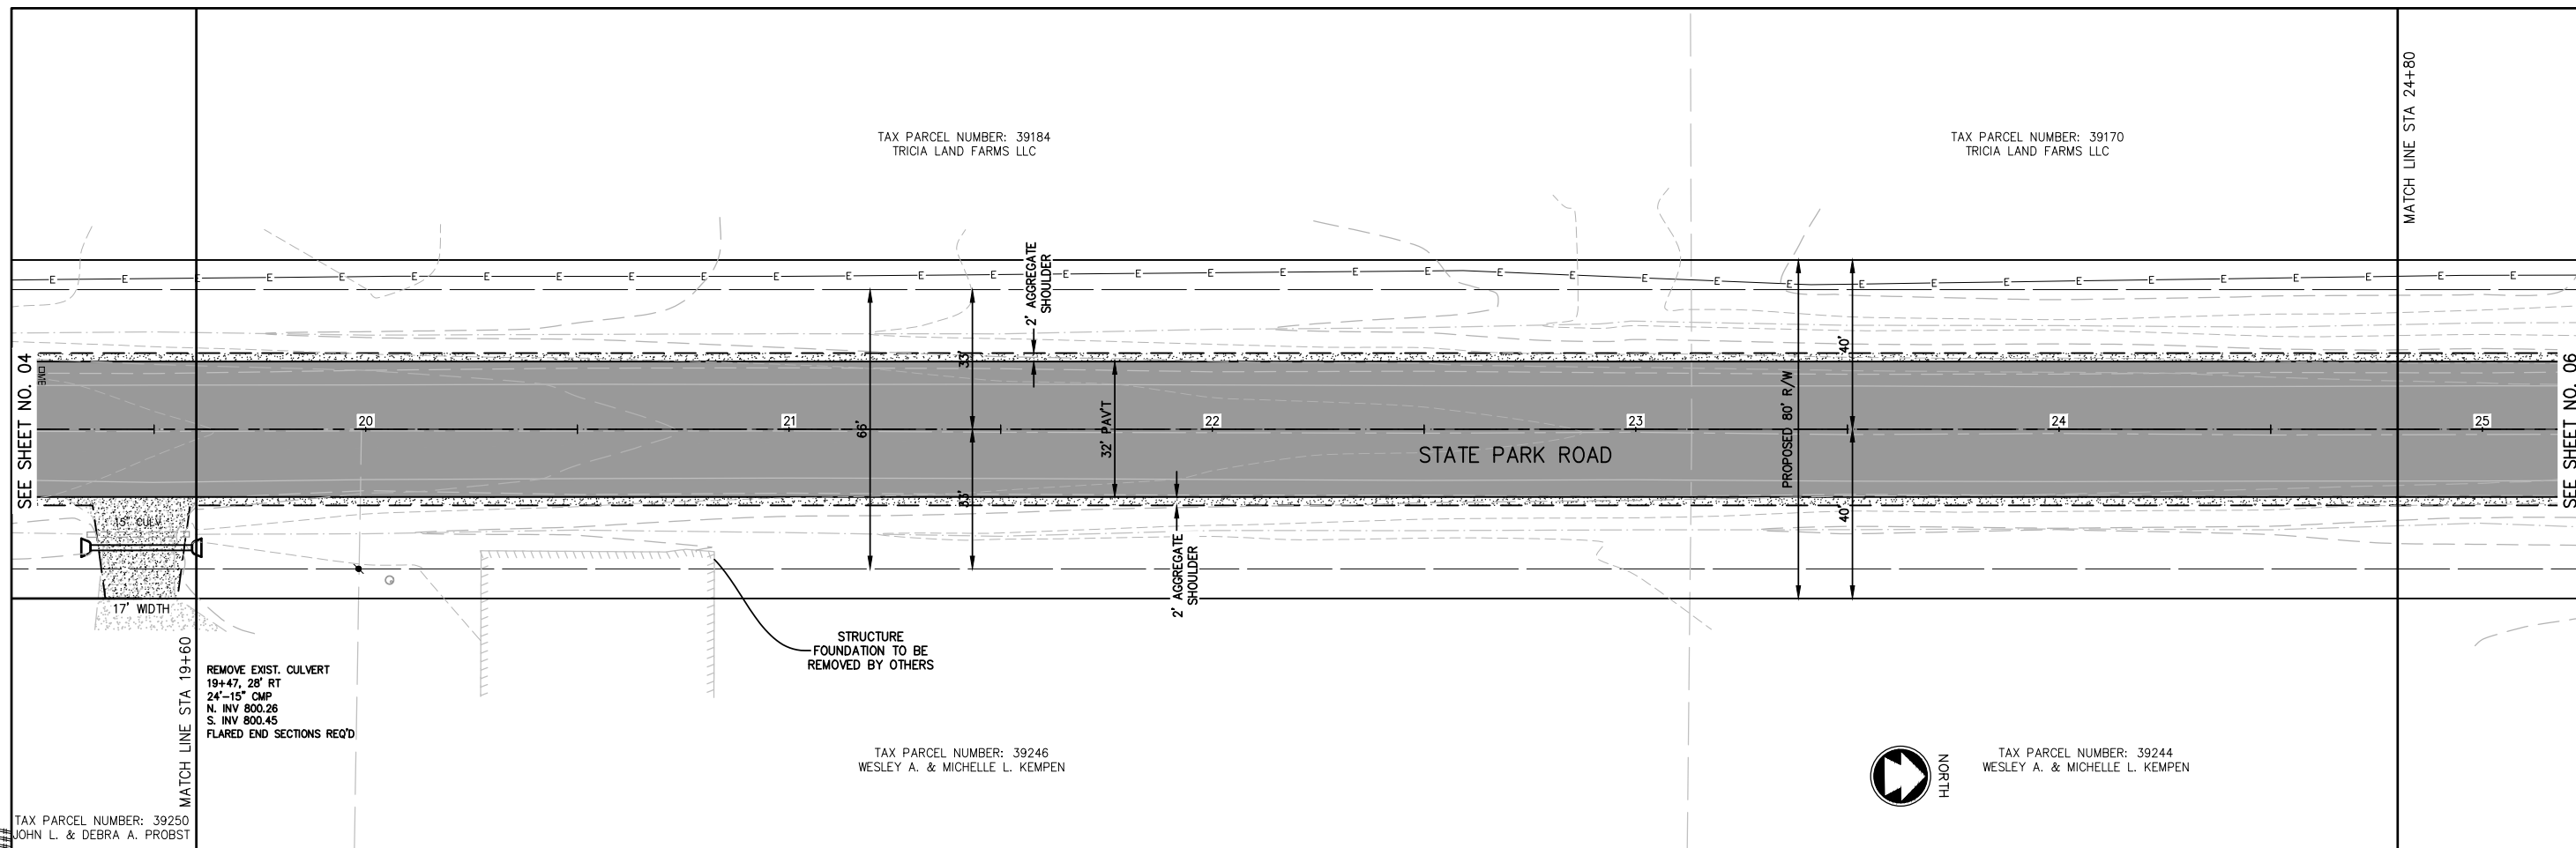 MATCH LINE STA 24+80
TAX PARCEL NUMBER: 39184
TRICIA LAND FARMS LLC
TAX PARCEL NUMBER: 39170
TRICIA LAND FARMS LLC
2' AGGREGATE
SHOULDER
E E E E E E E E E E E E E E E E E E E E E E E E E E E E E E E E E E E
SEE SHEET NO. 04
33'
40'
SEE SHEET NO. 06
20
21
22
23
24
25
66'
32' PAV'T
STATE PARK ROAD
PROPOSED 80' R/W
33'
40'
15" CULV
2' AGGREGATE
SHOULDER
17' WIDTH
STRUCTURE
FOUNDATION TO BE
REMOVED BY OTHERS
MATCH LINE STA 19+60
REMOVE EXIST. CULVERT
19+47, 28' RT
24'-15" CMP
N. INV 800.26
S. INV 800.45
FLARED END SECTIONS REQ'D
TAX PARCEL NUMBER: 39246
WESLEY A. & MICHELLE L. KEMPEN
NORTH
TAX PARCEL NUMBER: 39244
WESLEY A. & MICHELLE L. KEMPEN
TAX PARCEL NUMBER: 39250
JOHN L. & DEBRA A. PROBST